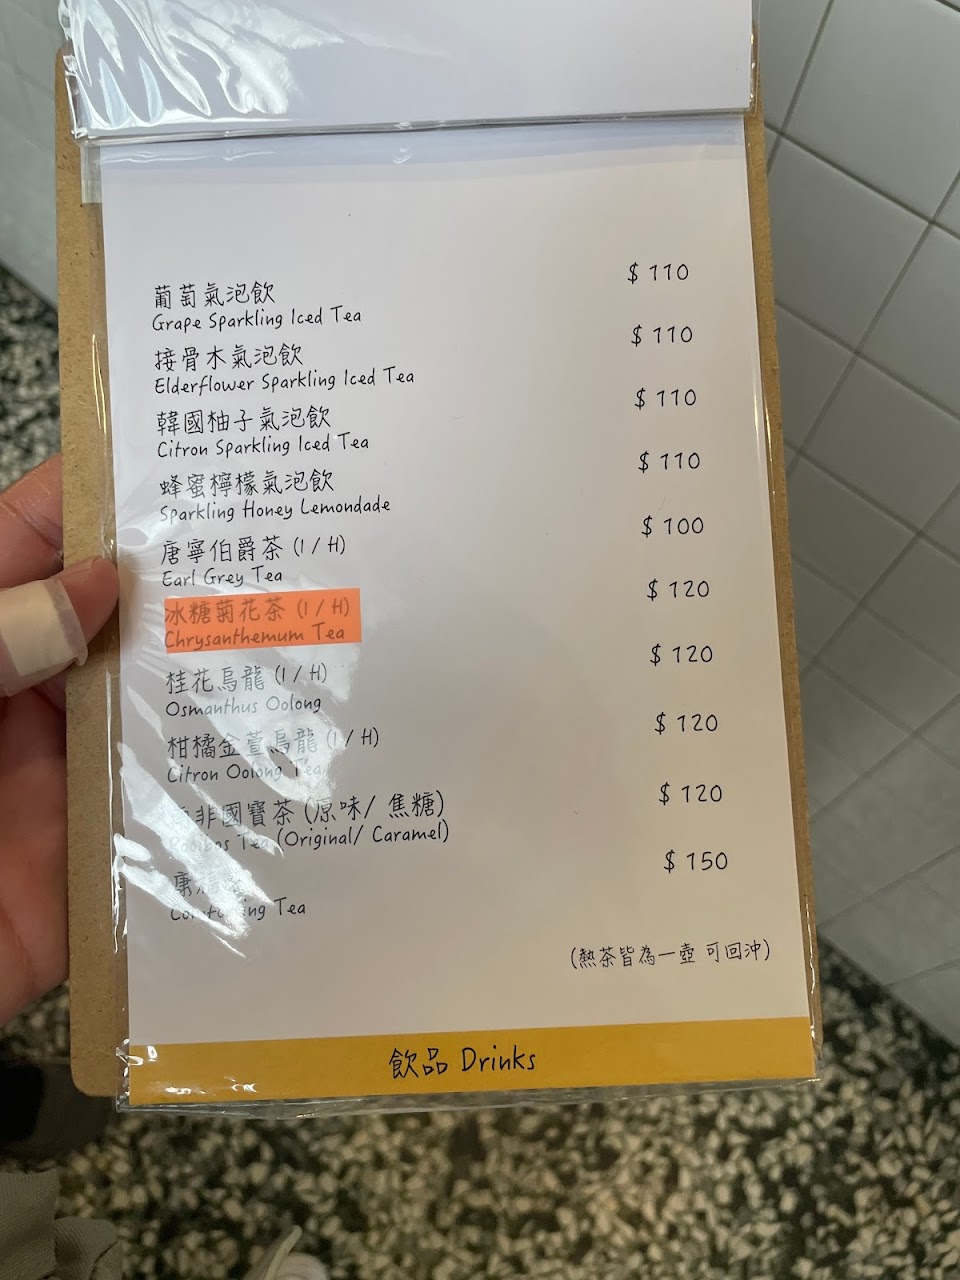 葡萄氣泡飲 $ 110
Grape Sparkling Iced Tea
接骨木氣泡飲 $ 110
Elderflower Sparkling Iced Tea
韓國柚子氣泡飲 $ 110
Citron Sparkling Iced Tea
蜂蜜檸檬氣泡飲 $ 110
Sparkling Honey Lemondade
唐寧伯爵茶 (I / H) $ 100
Earl Grey Tea
冰糖菊花茶 (I / H) $ 120
Chrysanthemum Tea
桂花烏龍 (I / H) $ 120
Osmanthus Oolong
柑橘金萱烏龍 (I / H) $ 120
Citron Oolong Tea
非國寶茶 (原味/ 焦糖) $ 120
Rooibos Tea (Original/ Caramel)
$ 150
Tea
(熱茶皆為一壺 可回沖)
飲品 Drinks